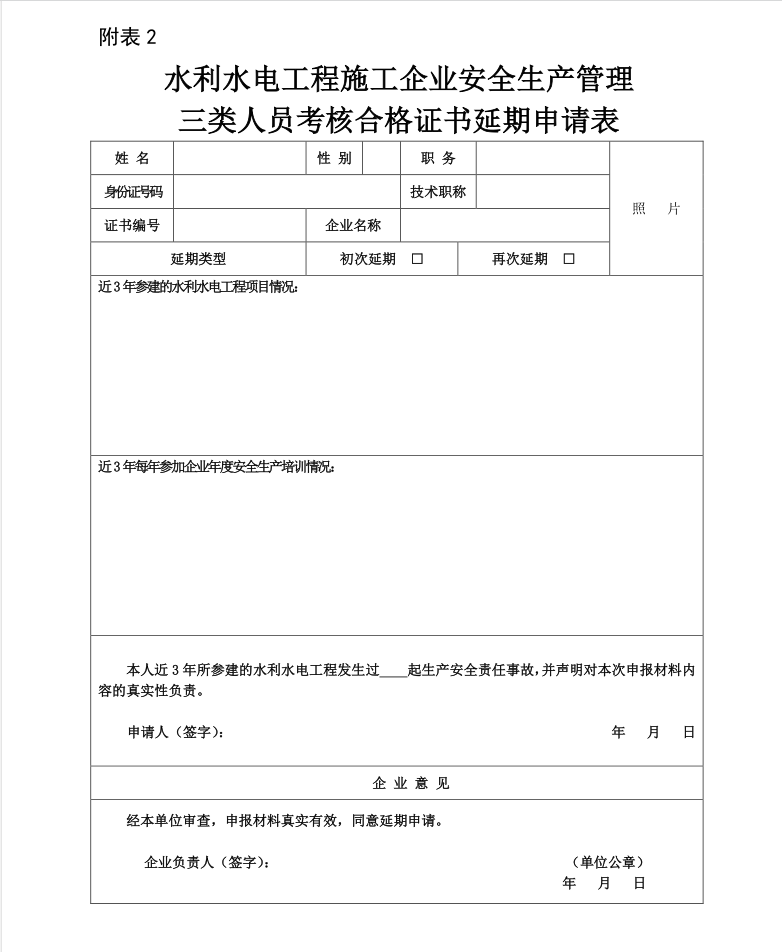 附表 2
水利水电工程施工企业安全生产管理
三类人员考核合格证书延期申请表
姓 名 性 别 职 务
身份证号码 技术职称
照 片
证书编号 企业名称
延期类型 初次延期 □ 再次延期 □
近 3 年参建的水利水电工程项目情况：
近 3 年每年参加企业年度安全生产培训情况：
本人近 3 年所参建的水利水电工程发生过____起生产安全责任事故，并声明对本次申报材料内
容的真实性负责。
申请人（签字）： 年 月 日
企 业 意 见
经本单位审查，申报材料真实有效，同意延期申请。
企业负责人（签字）： （单位公章）
年 月 日